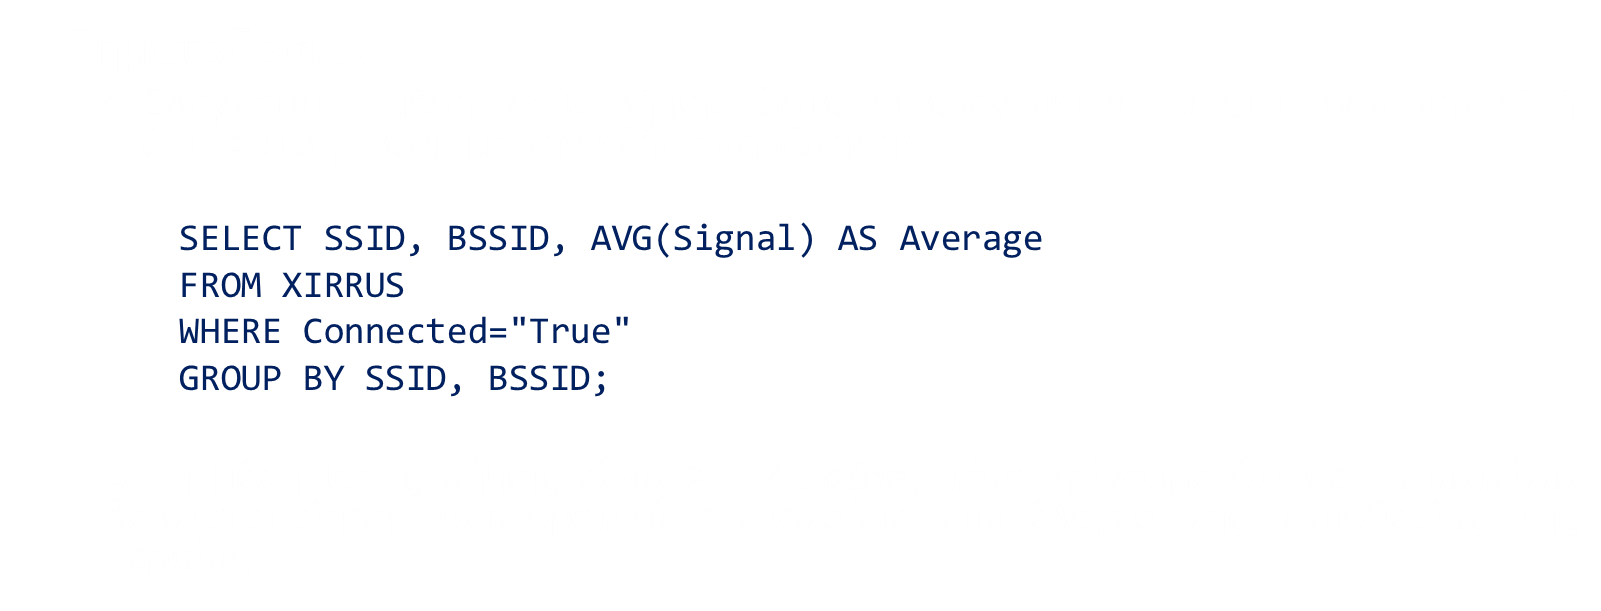 SELECT SSID, BSSID, AVG(Signal) AS Average
FROM XIRRUS
WHERE Connected="True"
GROUP BY SSID, BSSID;